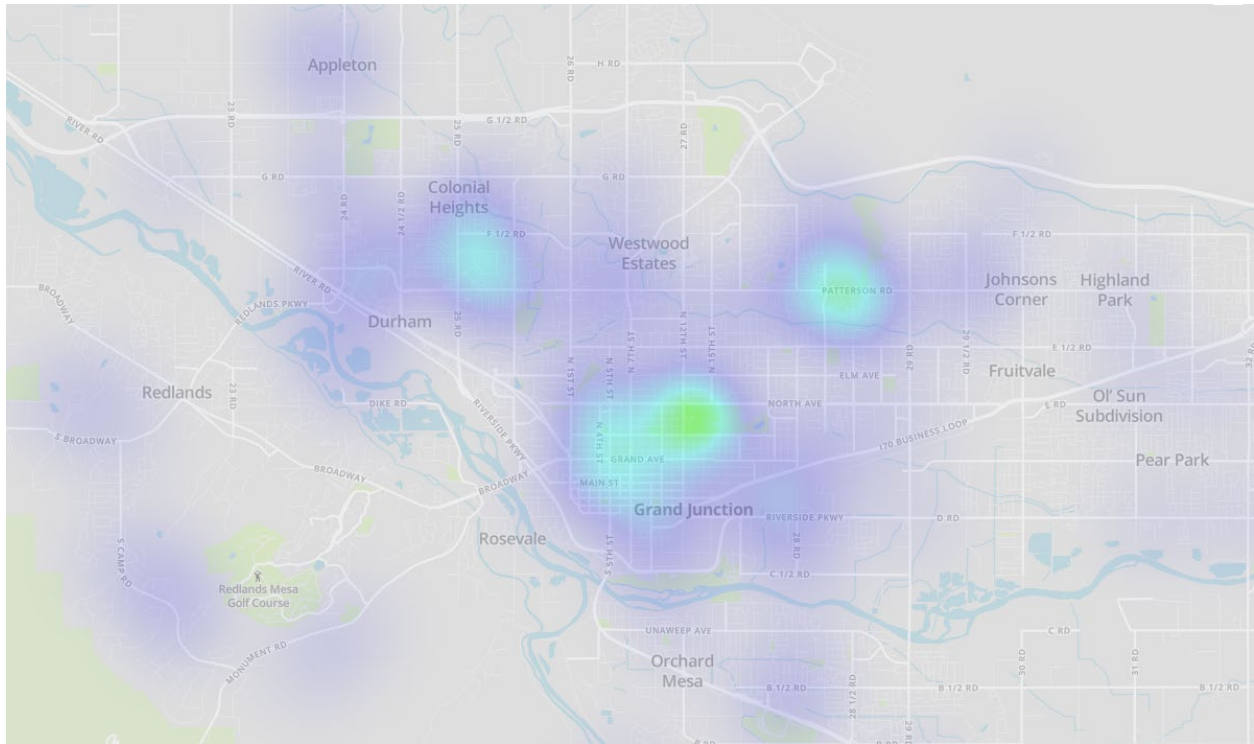 Appleton
26 RD
H RD
23 RD
RIVER RD
25 RD
G 1/2 RD
27 RD
G RD
G RD
Colonial
Heights
24 RD
24 1/2 RD
F 1/2 RD
F 1/2 RD
Westwood
Estates
RIVER RD
Johnsons
Corner
Highland
Park
PATTERSON RD
BROADWAY
REDLANDS PKWY
Durham
25 RD
N 7TH ST
N 12TH ST
N 15TH ST
E 1/2 RD
29 RD
29 1/2 RD
N 1ST ST
N 5TH ST
ELM AVE
Fruitvale
Redlands
23 RD
DIKE RD
NORTH AVE
E RD
Ol' Sun
Subdivision
RIVERSIDE PKWY
N 4TH ST
S BROADWAY
I70 BUSINESS LOOP
GRAND AVE
Pear Park
BROADWAY
BROADWAY
MAIN ST
Grand Junction
RIVERSIDE PKWY
D RD
Rosevale
S 5TH ST
28 RD
S CAMP RD
C 1/2 RD
Redlands Mesa
Golf Course
UNAWEEP AVE
C RD
MONUMENT RD
Orchard
Mesa
30 RD
31 RD
B 1/2 RD
28 1/2 RD
B 1/2 RD
B 1/2 RD